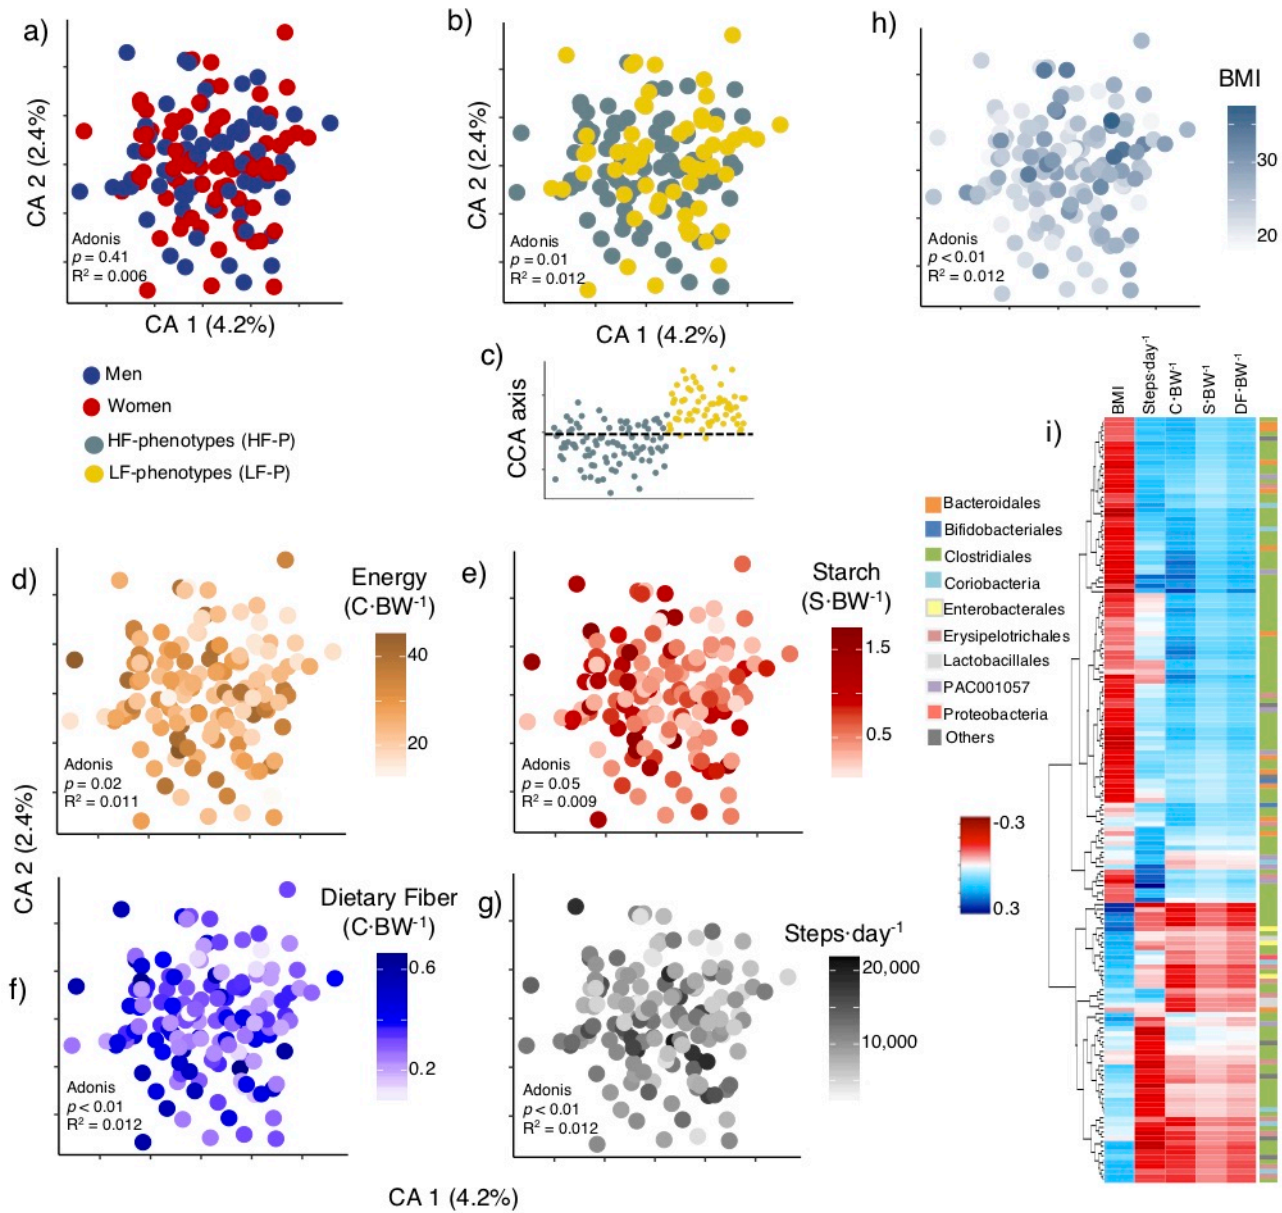 a)
CA 2 (2.4%)
Adonis
p = 0.41
R² = 0.006
CA 1 (4.2%)
b)
CA 2 (2.4%)
Adonis
p = 0.01
R² = 0.012
CA 1 (4.2%)
h)
BMI
30
20
Adonis
p < 0.01
R² = 0.012
Men
Women
HF-phenotypes (HF-P)
LF-phenotypes (LF-P)
c)
CCA axis
d)
Energy
(C·BW⁻¹)
40
20
Adonis
p = 0.02
R² = 0.011
e)
Starch
(S·BW⁻¹)
1.5
0.5
Adonis
p = 0.05
R² = 0.009
CA 2 (2.4%)
f)
Dietary Fiber
(C·BW⁻¹)
0.6
0.2
Adonis
p < 0.01
R² = 0.012
g)
Steps·day⁻¹
20,000
10,000
Adonis
p < 0.01
R² = 0.012
CA 1 (4.2%)
i)
BMI
Steps·day⁻¹
C·BW⁻¹
S·BW⁻¹
DF·BW⁻¹
Bacteroidales
Bifidobacteriales
Clostridiales
Coriobacteria
Enterobacterales
Erysipelotrichales
Lactobacillales
PAC001057
Proteobacteria
Others
-0.3
0.3